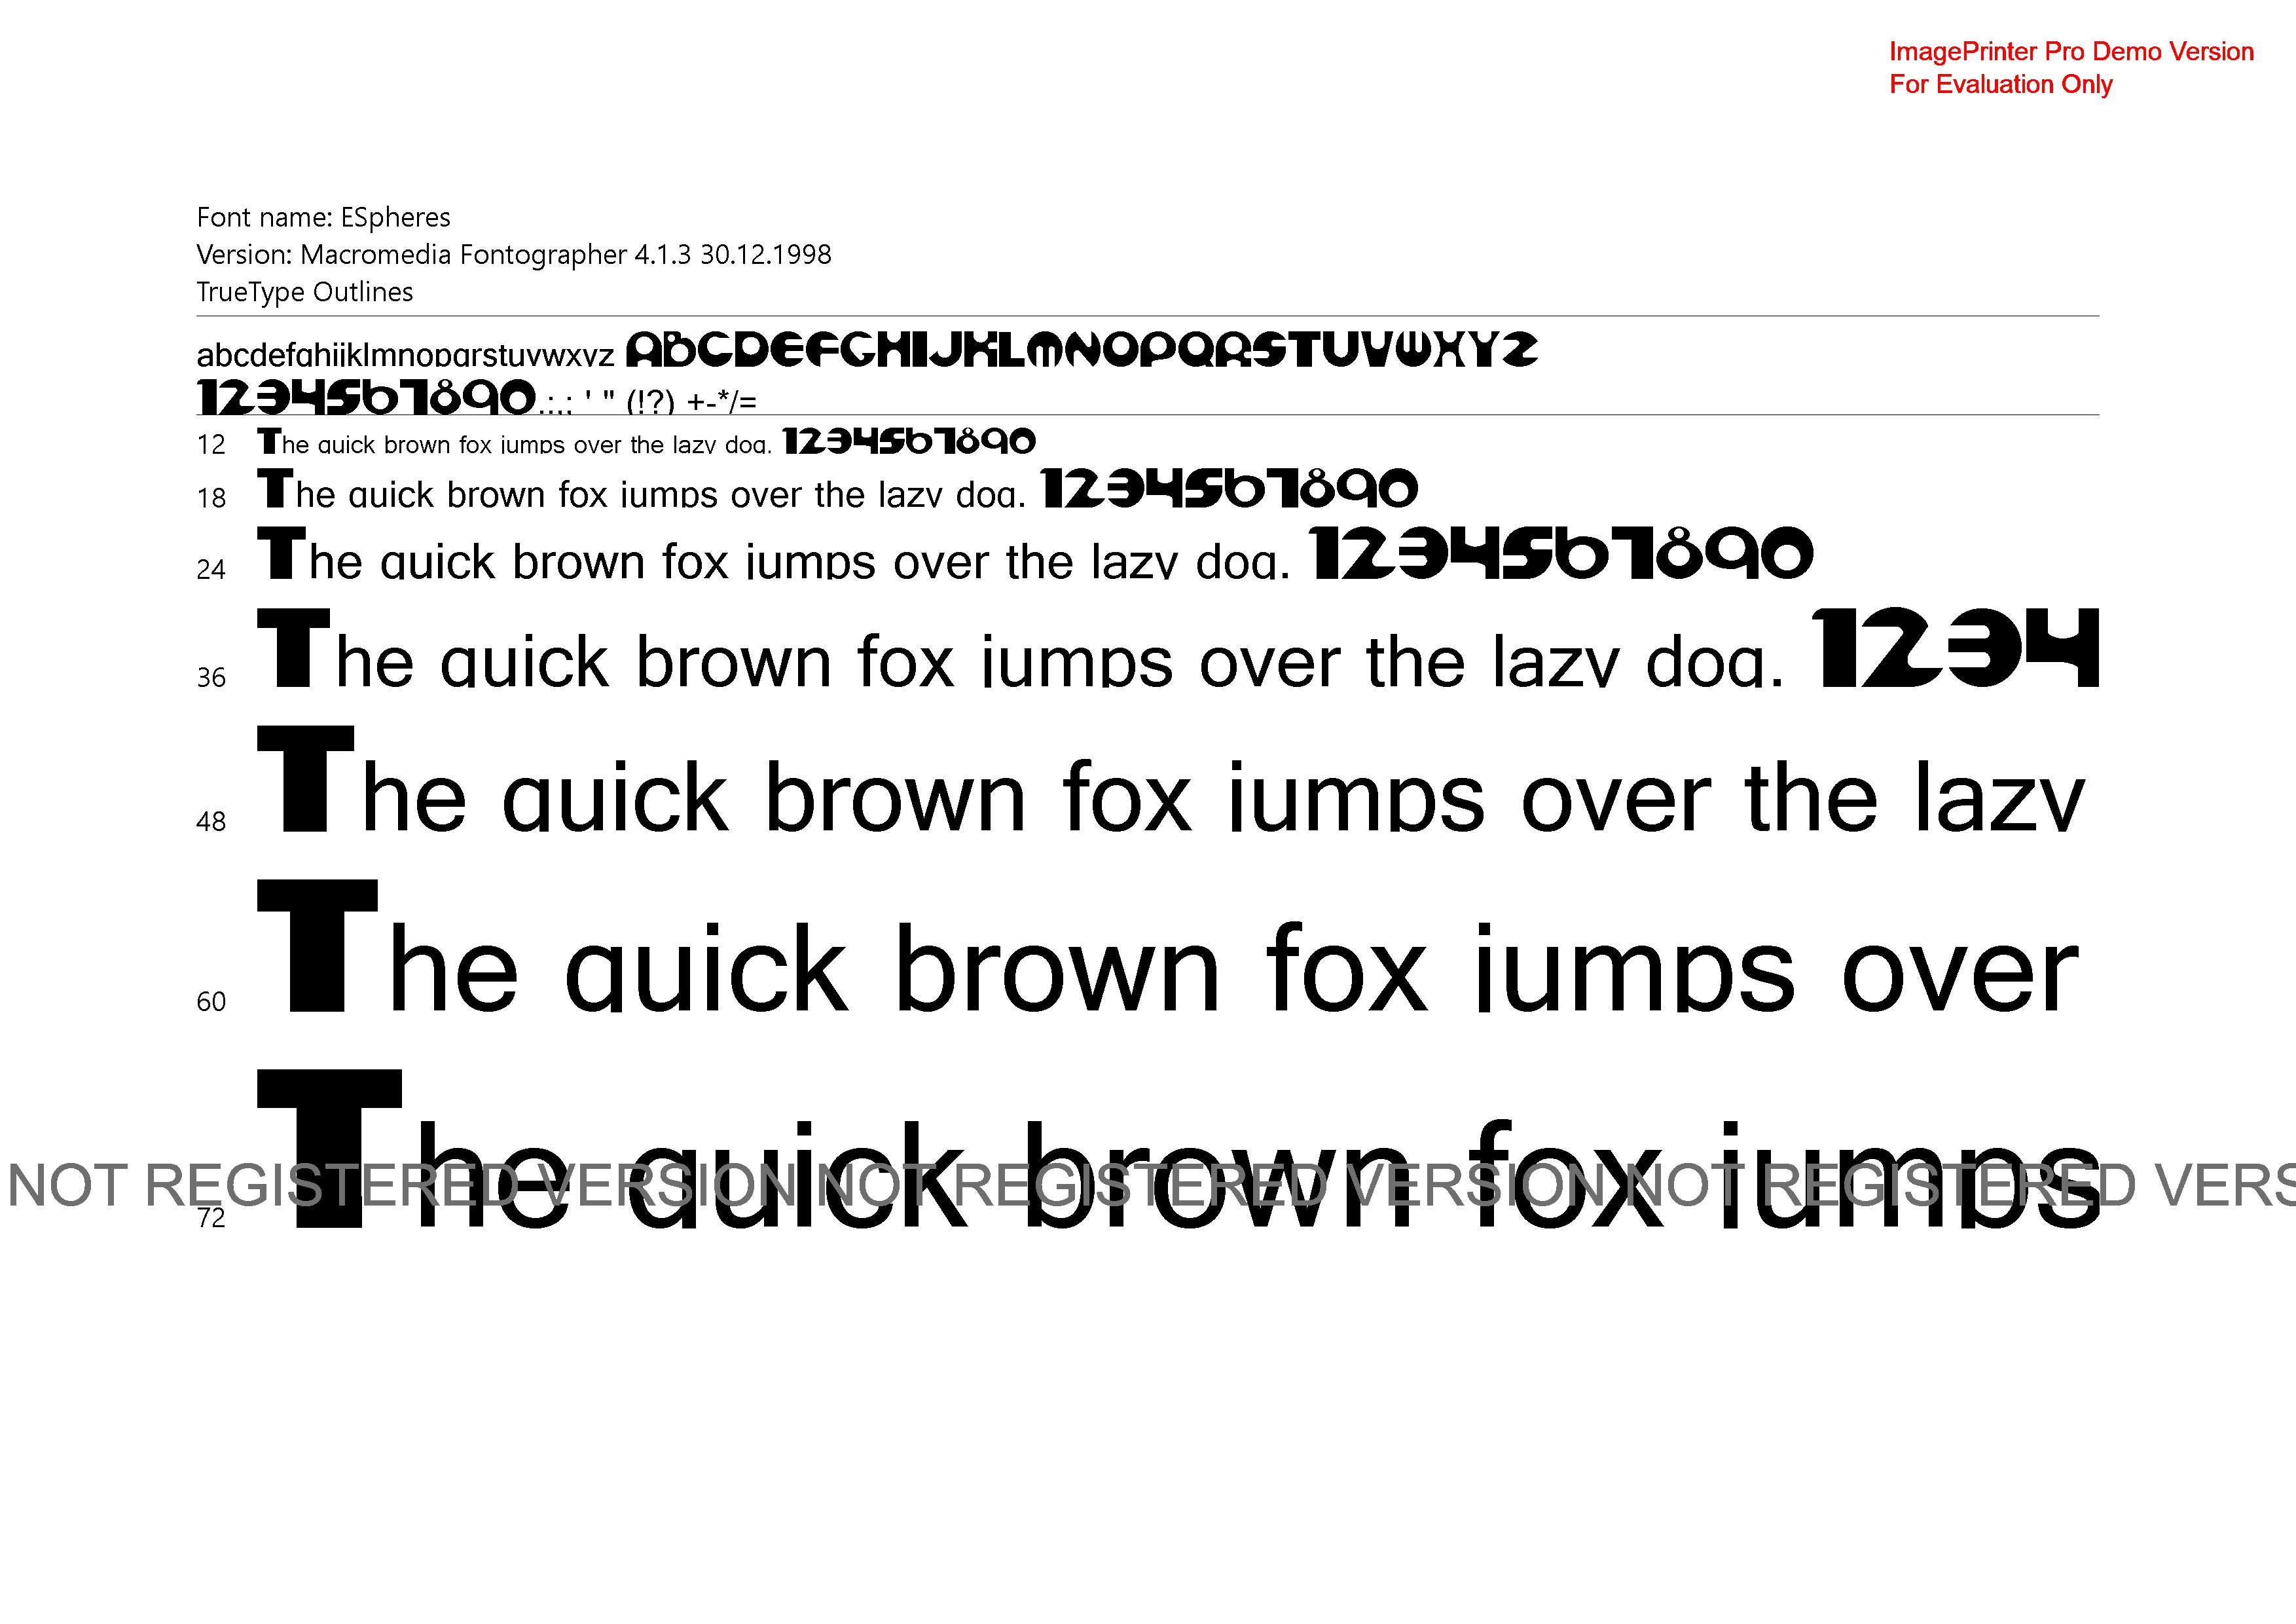 ImagePrinter Pro Demo Version
For Evaluation Only
Font name: ESpheres
Version: Macromedia Fontographer 4.1.3 30.12.1998
TrueType Outlines
abcdefghijklmnopqrstuvwxyz ABCDEFGHIJKLMNOPQRSTUVWXYZ
1234567890.:,; ' " (!?) +-*/=
12 The quick brown fox jumps over the lazy dog. 1234567890
18 The quick brown fox jumps over the lazy dog. 1234567890
24 The quick brown fox jumps over the lazy dog. 1234567890
36 The quick brown fox jumps over the lazy dog. 1234
48 The quick brown fox jumps over the lazy
60 The quick brown fox jumps over
72 The quick brown fox jumps
NOT REGISTERED VERSION NOT REGISTERED VERSION NOT REGISTERED VERS